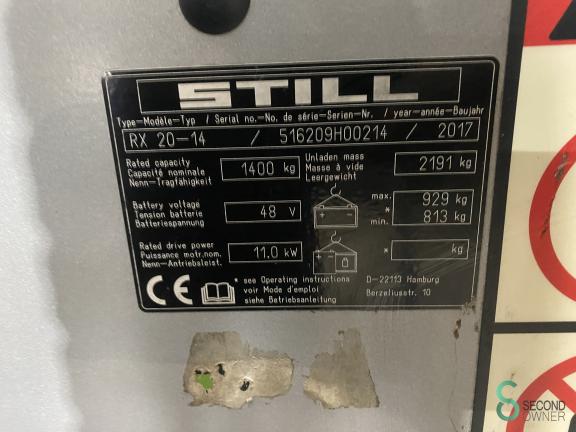 STILL
Type-Modèle-Typ / Serial no.-No. de série-Serien-Nr. / year-année-Baujahr
RX 20-14 / 516209H00214 / 2017
Rated capacity
Capacité nominale
Nenn-Tragfähigkeit
1400 kg
Unladen mass
Masse à vide
Leergewicht
2191 kg
Battery voltage
Tension batterie
Batteriespannung
48 V
max. 929 kg
*
min. 813 kg
Rated drive power
Puissance motr.nom.
Nenn-Antriebsleist.
11.0 kW
* kg
CE
* see Operating instructions
voir Mode d'emploi
siehe Betriebsanleitung
D-22113 Hamburg
Berzeliusstr. 10
SECOND
OWNER